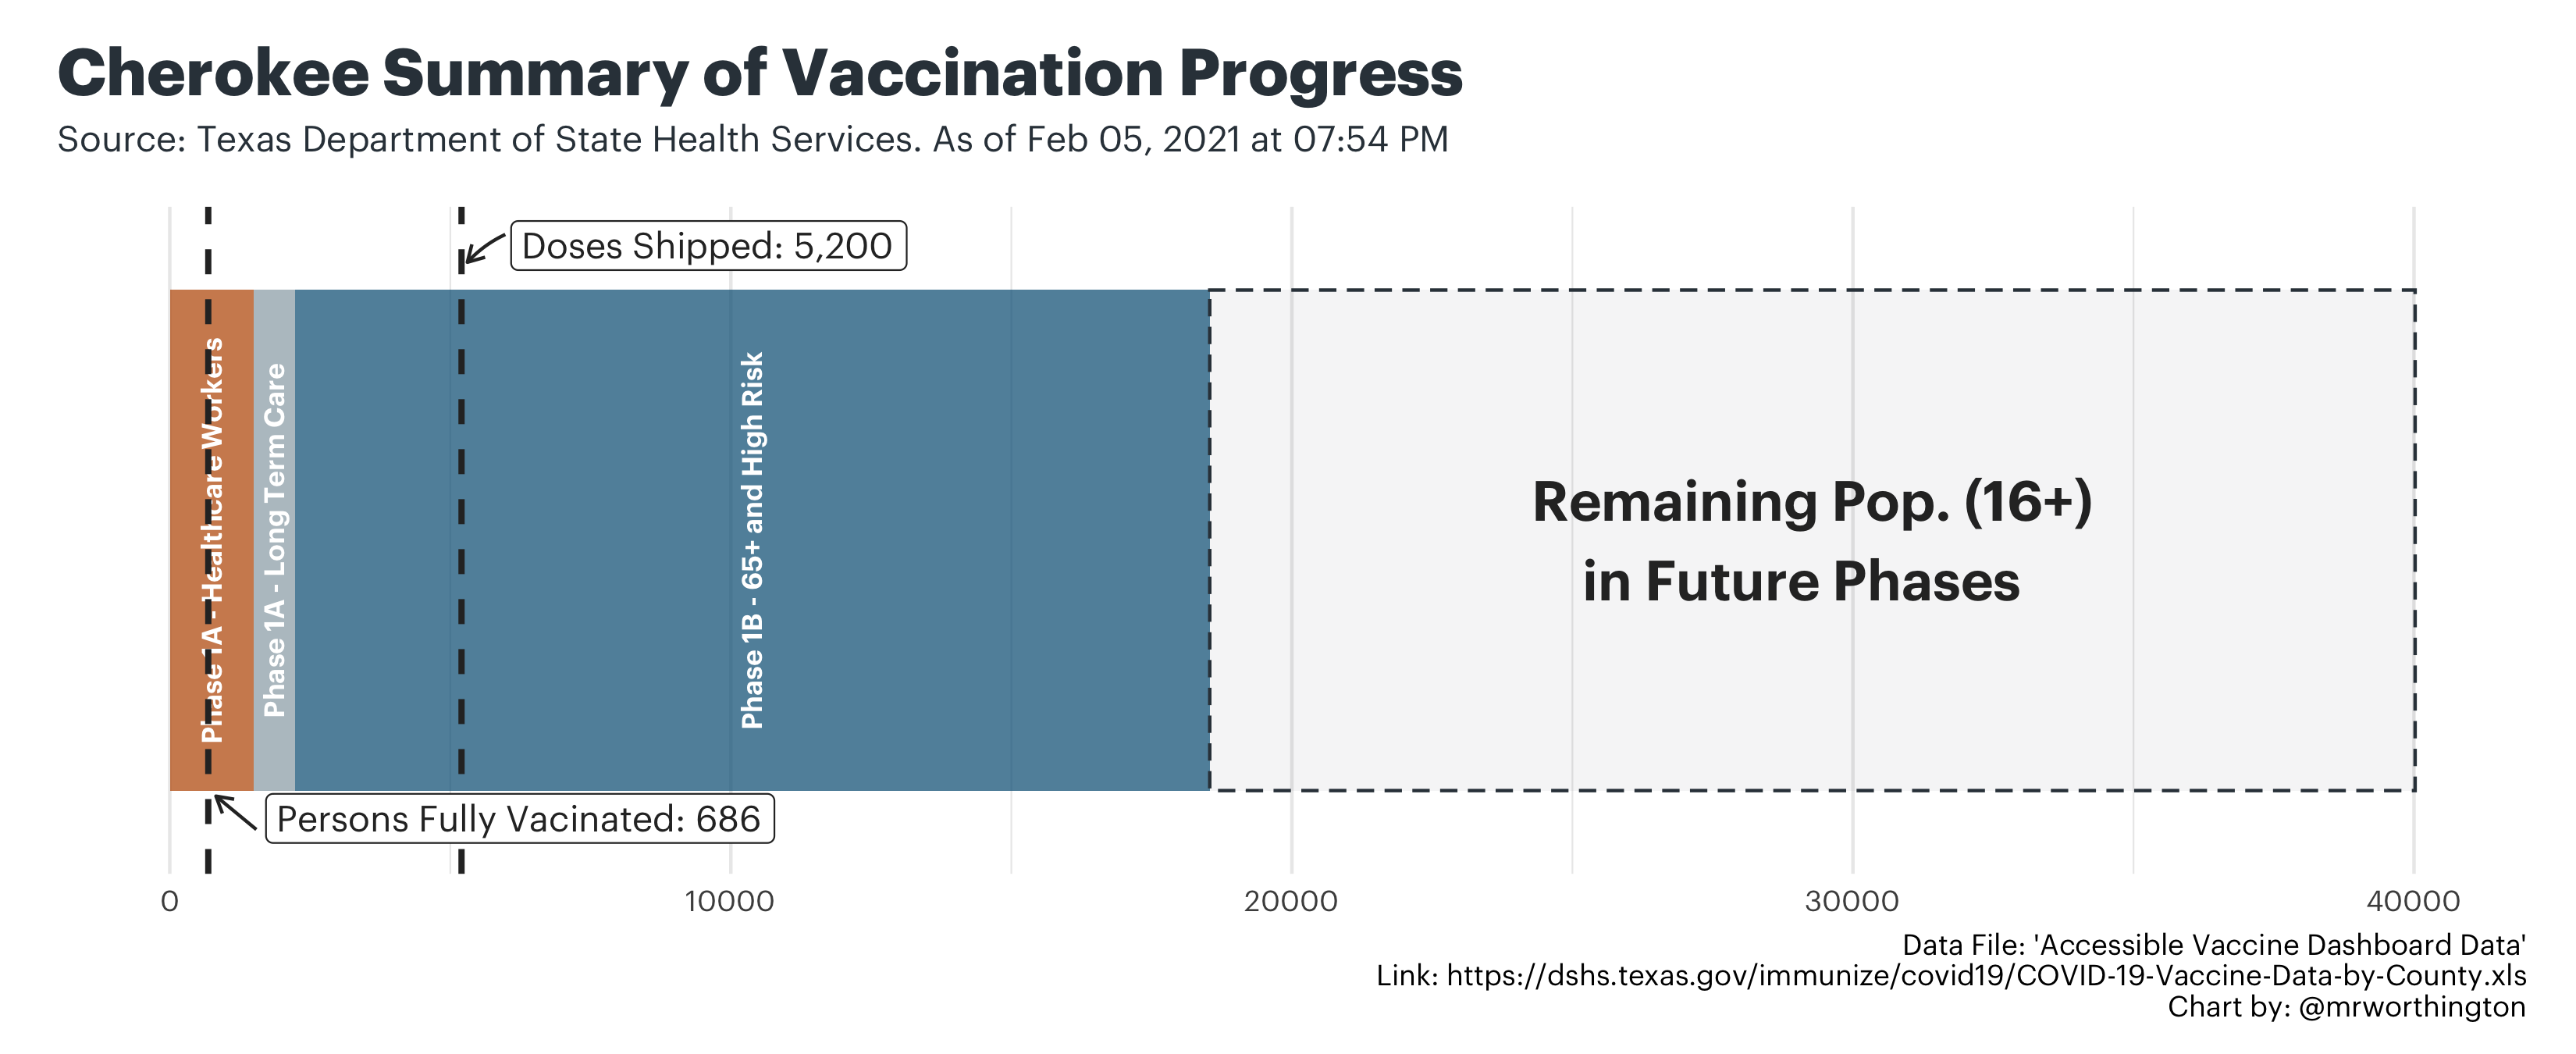 Cherokee Summary of Vaccination Progress
Source: Texas Department of State Health Services. As of Feb 05, 2021 at 07:54 PM
Doses Shipped: 5,200
Phase 1A - Healthcare Workers
Phase 1A - Long Term Care
Phase 1B - 65+ and High Risk
Remaining Pop. (16+)
in Future Phases
Persons Fully Vacinated: 686
0
10000
20000
30000
40000
Data File: 'Accessible Vaccine Dashboard Data'
Link: https://dshs.texas.gov/immunize/covid19/COVID-19-Vaccine-Data-by-County.xls
Chart by: @mrworthington